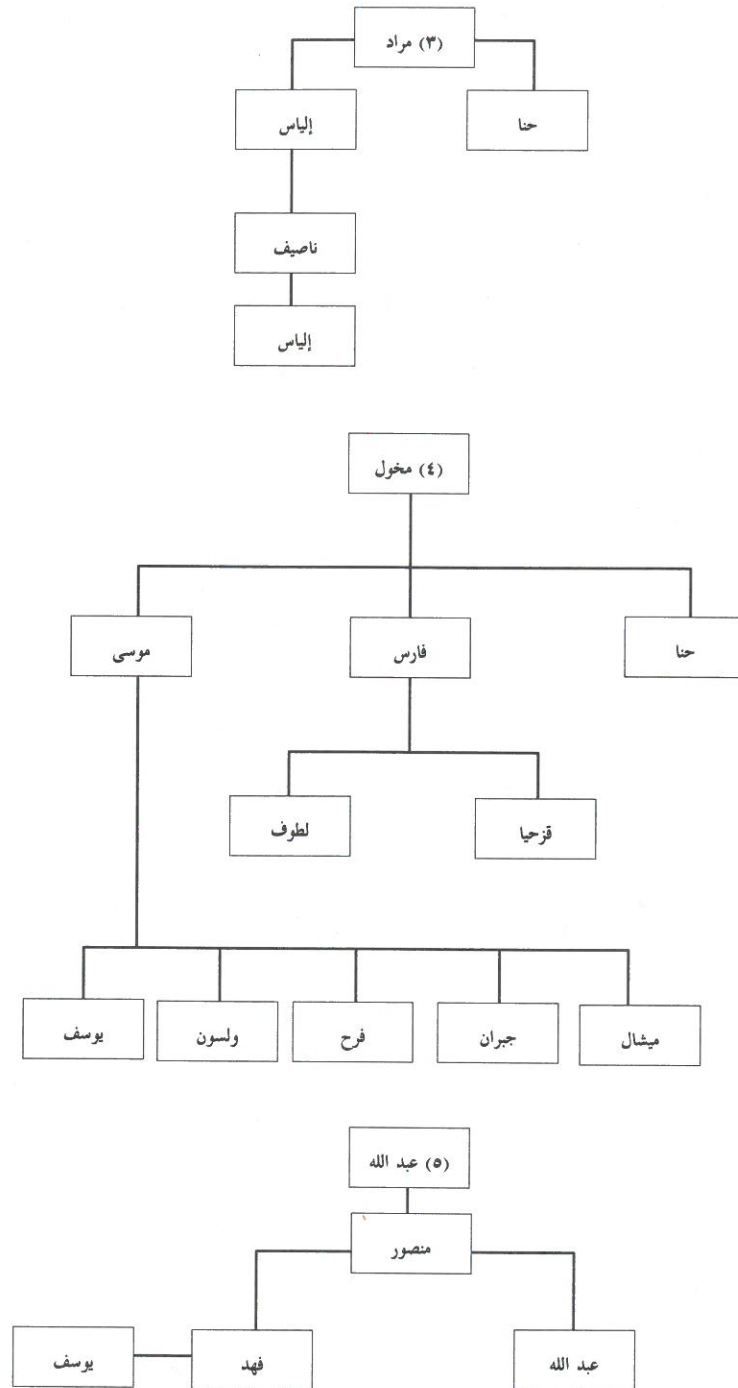 (٣) مراد
حنا
إلياس
ناصيف
إلياس
(٤) مخول
حنا
فارس
موسى
قزحيا
لطوف
ميشال
جبران
فرح
ولسون
يوسف
(٥) عبد الله
منصور
عبد الله
فهد
يوسف